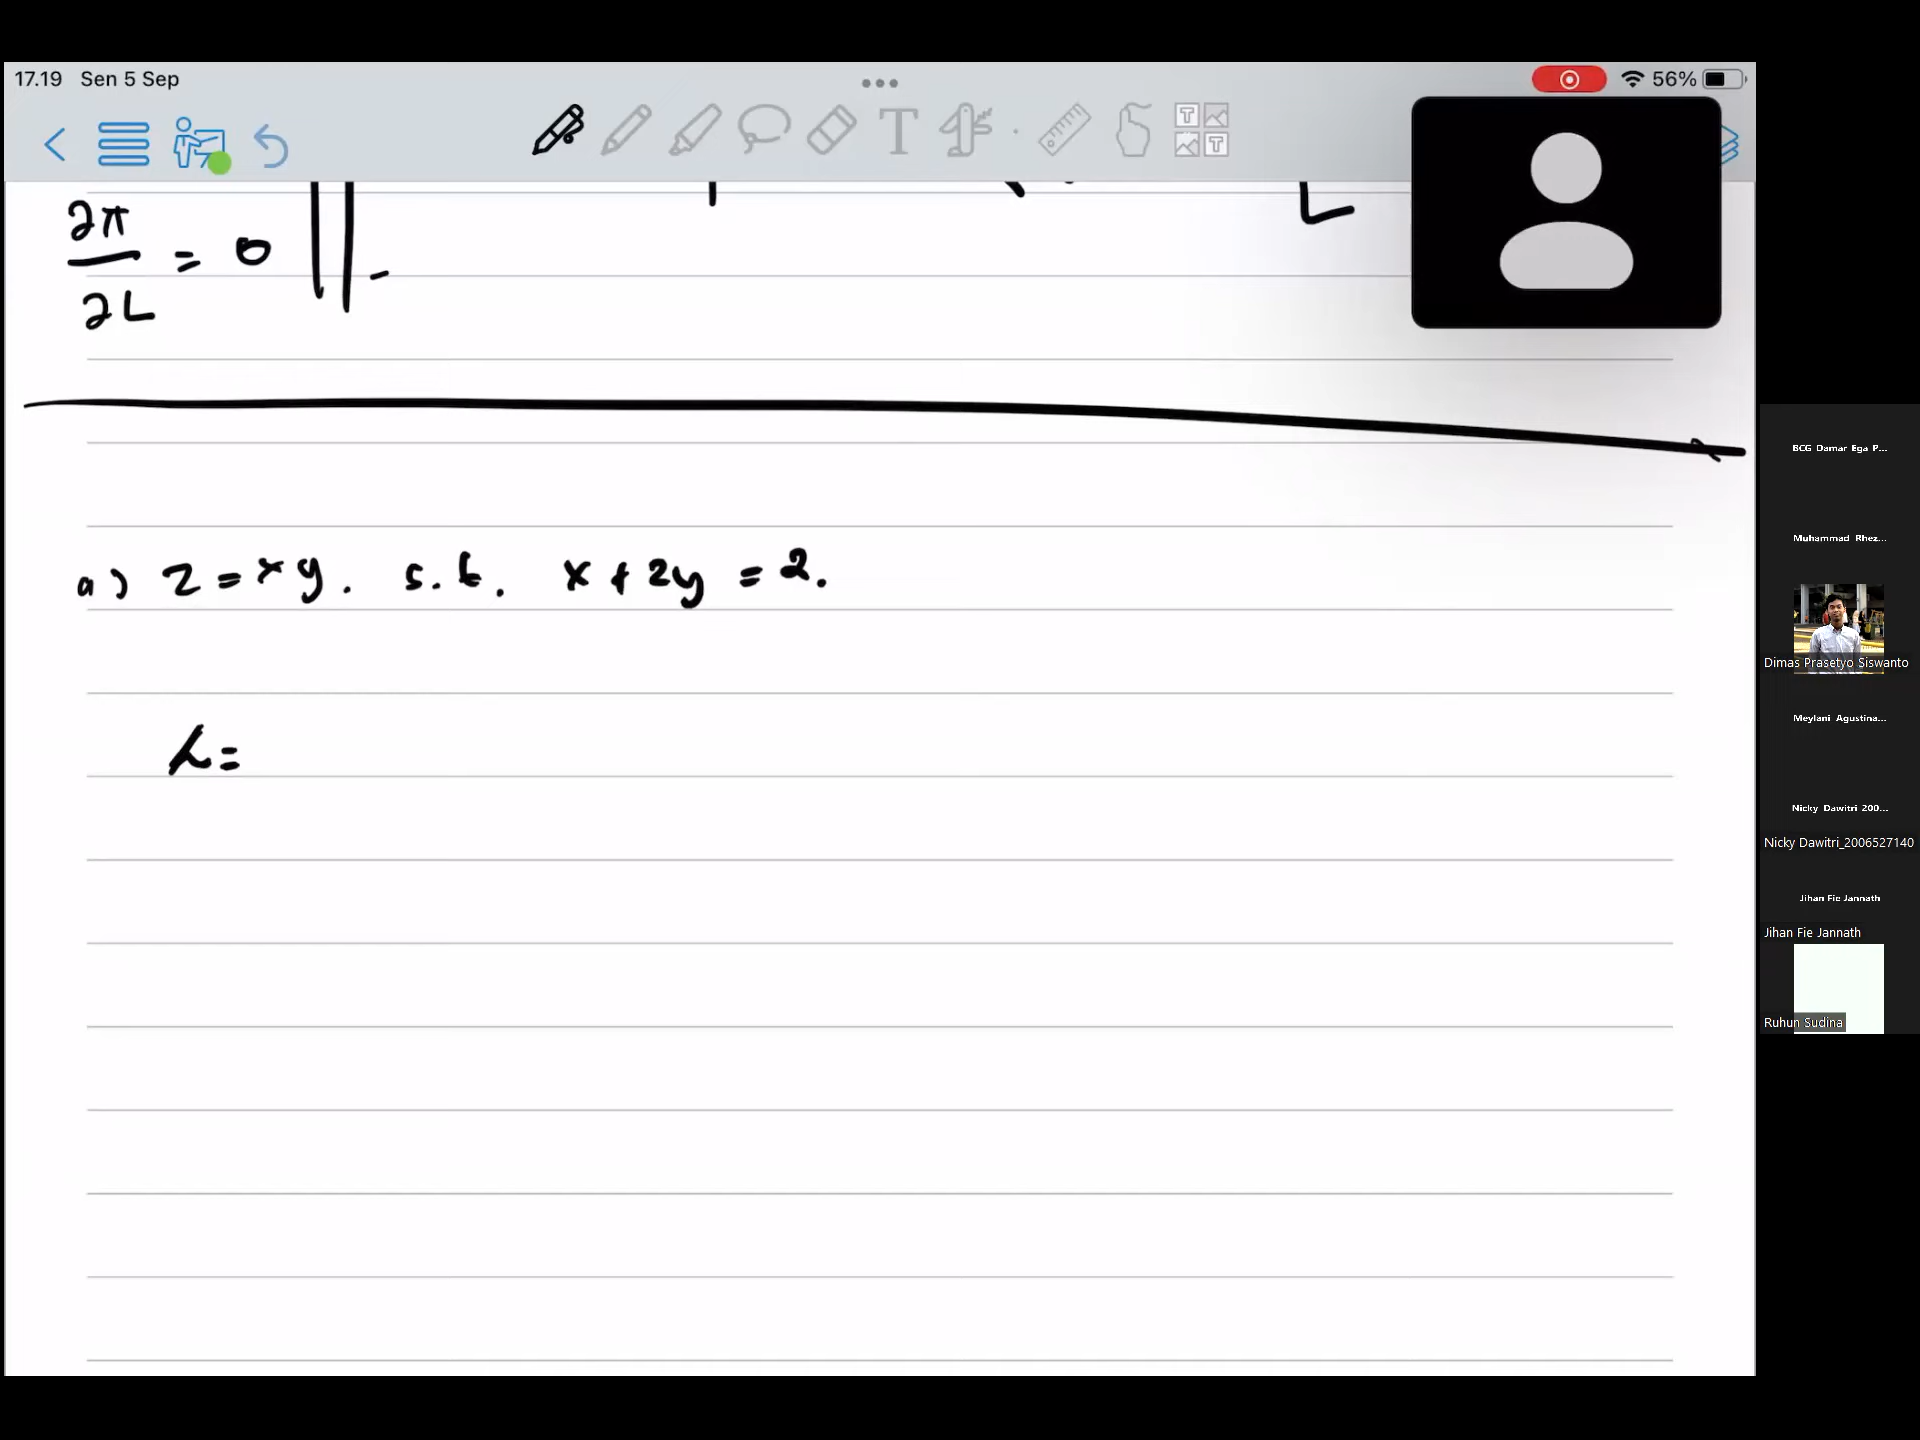 17.19 Sen 5 Sep
56%
T
∂π
— = 0
∂L
L
a) z = xy. s.t. x + 2y = 2.
ℒ =
BCG Damar Ega P...
Muhammad Rhez...
Dimas Prasetyo Siswanto
Meylani Agustina...
Nicky Dawitri 200...
Nicky Dawitri_2006527140
Jihan Fie Jannath
Jihan Fie Jannath
Ruhun Sudina